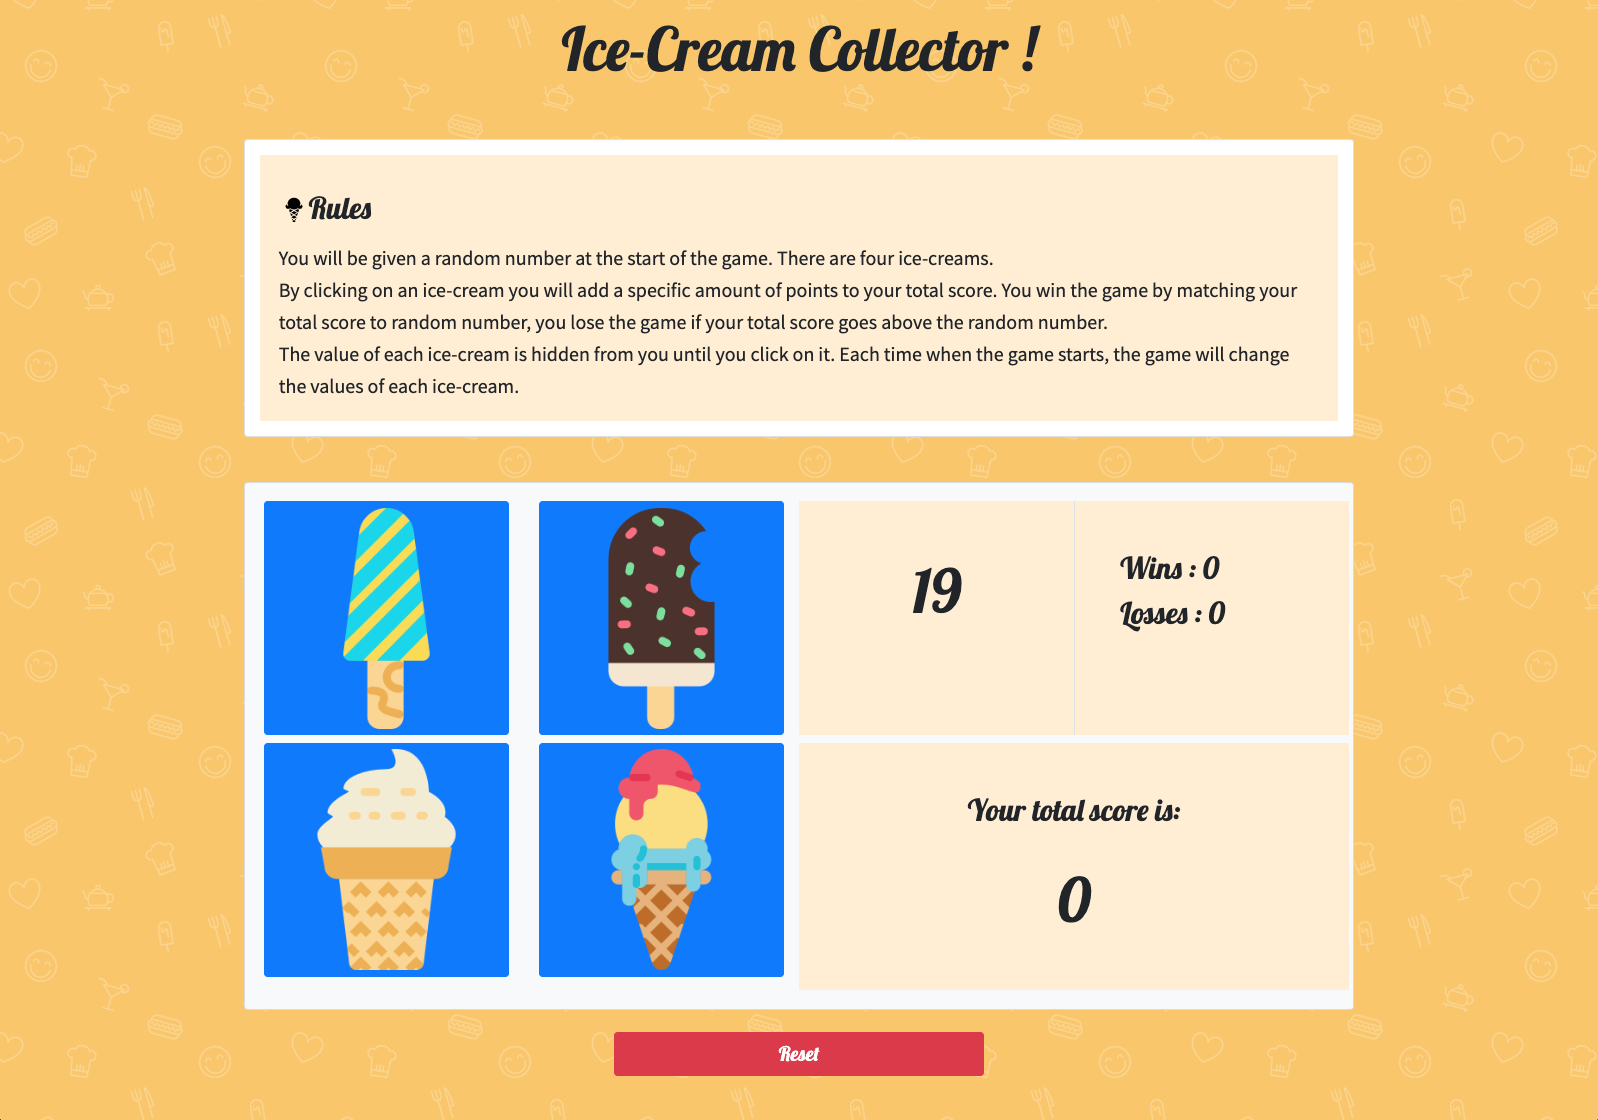 Ice-Cream Collector !
Rules
You will be given a random number at the start of the game. There are four ice-creams.
By clicking on an ice-cream you will add a specific amount of points to your total score. You win the game by matching your
total score to random number, you lose the game if your total score goes above the random number.
The value of each ice-cream is hidden from you until you click on it. Each time when the game starts, the game will change
the values of each ice-cream.
19
Wins : 0
Losses : 0
Your total score is:
0
Reset